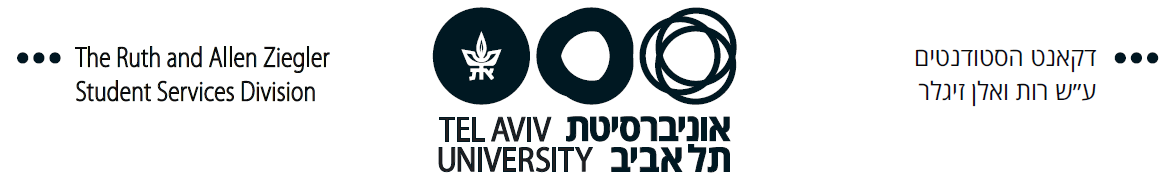 The Ruth and Allen Ziegler
Student Services Division
את
TEL AVIV
UNIVERSITY
אוניברסיטת
תל אביב
דקאנט הסטודנטים
ע״ש רות ואלן זיגלר